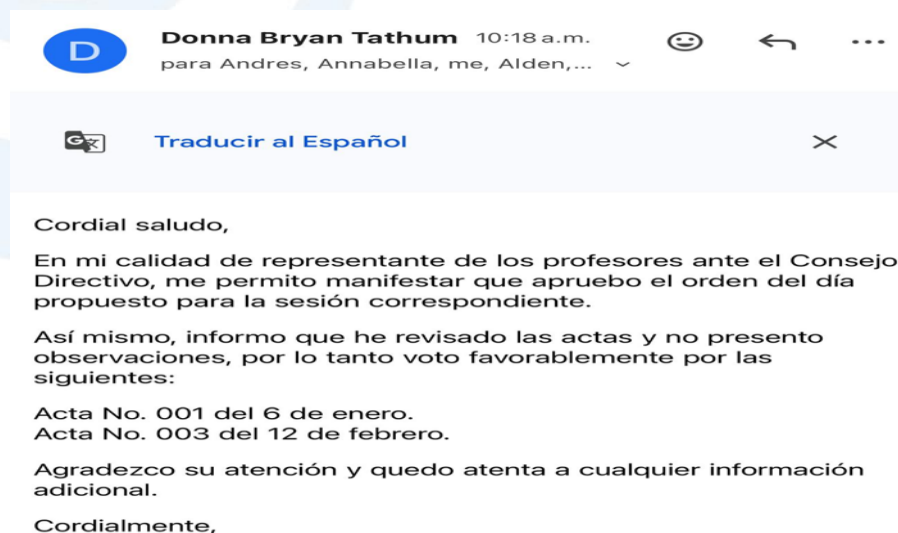 D
Donna Bryan Tathum 10:18 a.m.
para Andres, Annabella, me, Alden,...
Traducir al Español
Cordial saludo,
En mi calidad de representante de los profesores ante el Consejo
Directivo, me permito manifestar que apruebo el orden del día
propuesto para la sesión correspondiente.
Así mismo, informo que he revisado las actas y no presento
observaciones, por lo tanto voto favorablemente por las
siguientes:
Acta No. 001 del 6 de enero.
Acta No. 003 del 12 de febrero.
Agradezco su atención y quedo atenta a cualquier información
adicional.
Cordialmente,